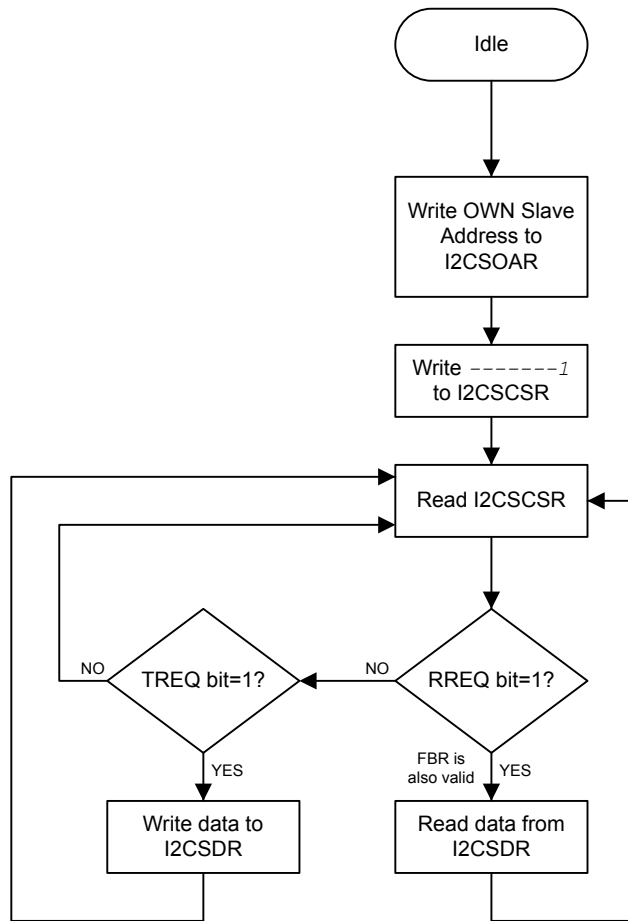 Idle
Write OWN Slave
Address to
I2CSOAR
Write -------1
to I2CSCSR
Read I2CSCSR
NO
TREQ bit=1?
NO
RREQ bit=1?
YES
FBR is
also valid
YES
Write data to
I2CSDR
Read data from
I2CSDR